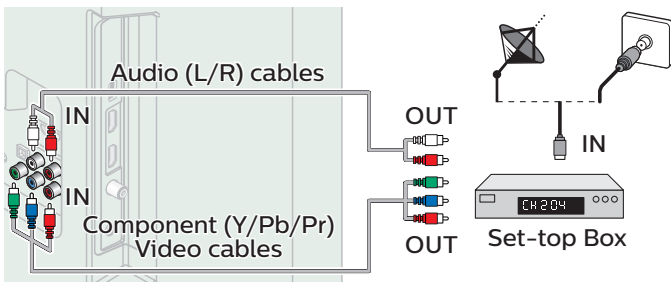 Audio (L/R) cables
IN
OUT
IN
IN
Component (Y/Pb/Pr)
Video cables
OUT
CH 204
Set-top Box